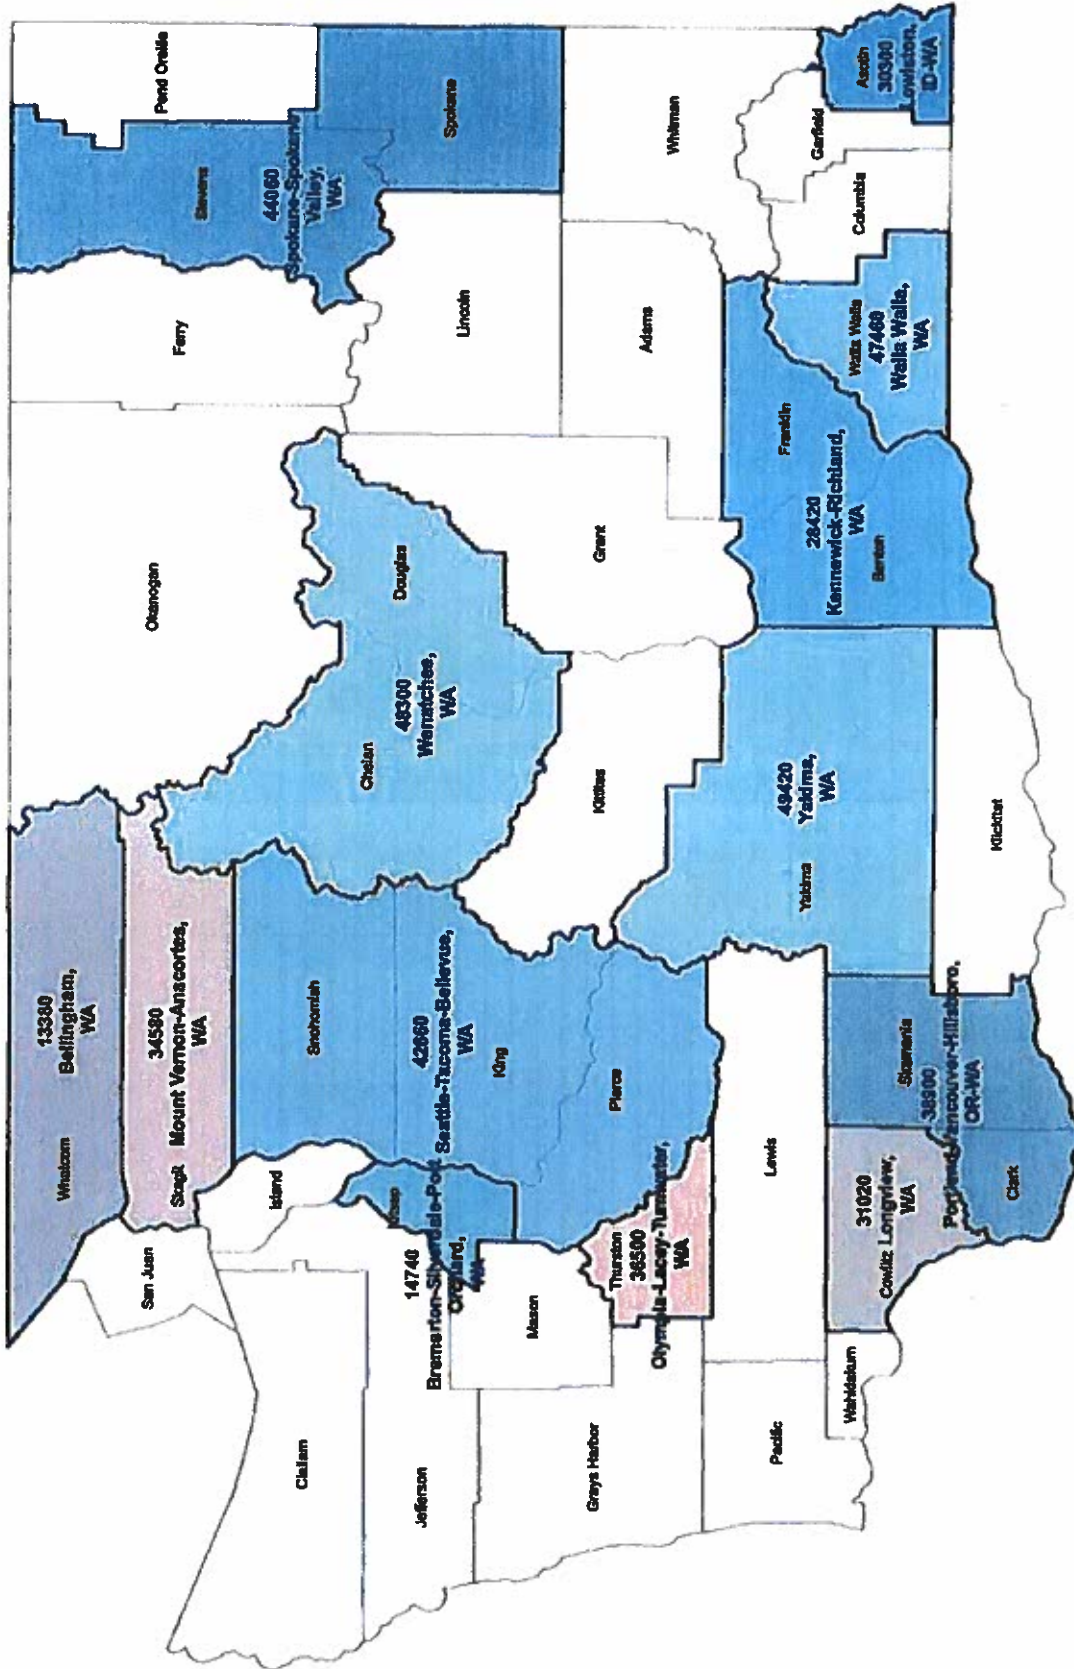 Whatcom
13380
Bellingham,
WA
San Juan
Skagit
34580
Mount Vernon-Anacortes,
WA
Okanogan
Ferry
Stevens
Pend Oreille
44060
Spokane-Spokane
Valley,
WA
Spokane
Clallam
Island
Snohomish
Chelan
Douglas
48300
Wenatchee,
WA
Lincoln
Jefferson
Kitsap
14740
Bremerton-Silverdale-Port
Orchard,
WA
42660
Seattle-Tacoma-Bellevue,
WA
King
Grays Harbor
Mason
Kittitas
Grant
Adams
Whitman
Thurston
36500
Olympia-Lacey-Tumwater,
WA
Pierce
Pacific
Lewis
Yakima
49420
Yakima,
WA
Franklin
28420
Kennewick-Richland,
WA
Benton
Walla Walla
47460
Walla Walla,
WA
Columbia
Garfield
Asotin
30300
Lewiston,
ID-WA
Wahkiakum
Cowlitz
31020
Longview,
WA
Skamania
38900
Portland-Vancouver-Hillsboro,
OR-WA
Clark
Klickitat